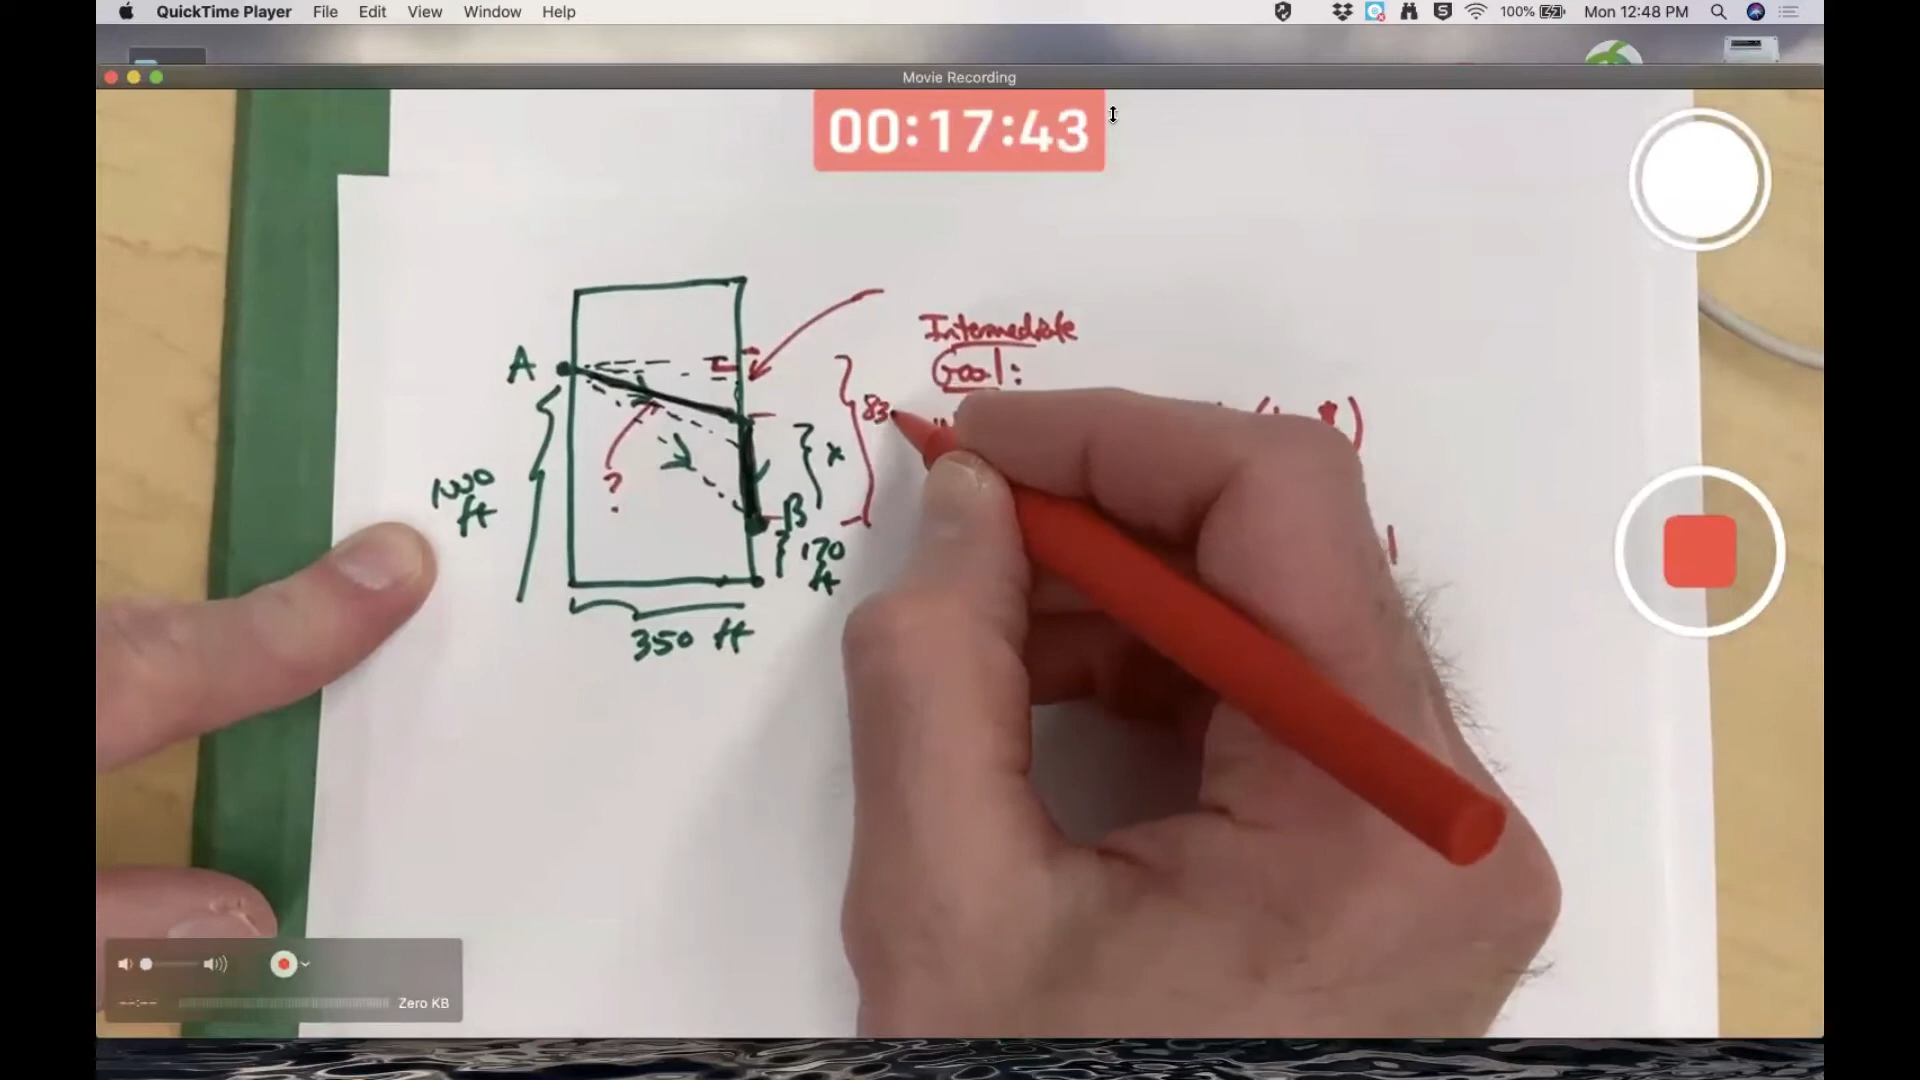 QuickTime Player File Edit View Window Help 100% Mon 12:48 PM
Movie Recording
00:17:43
Intermediate
Goal:
A
83
x
?
1000
ft
B
170
ft
350 ft
--:-- Zero KB